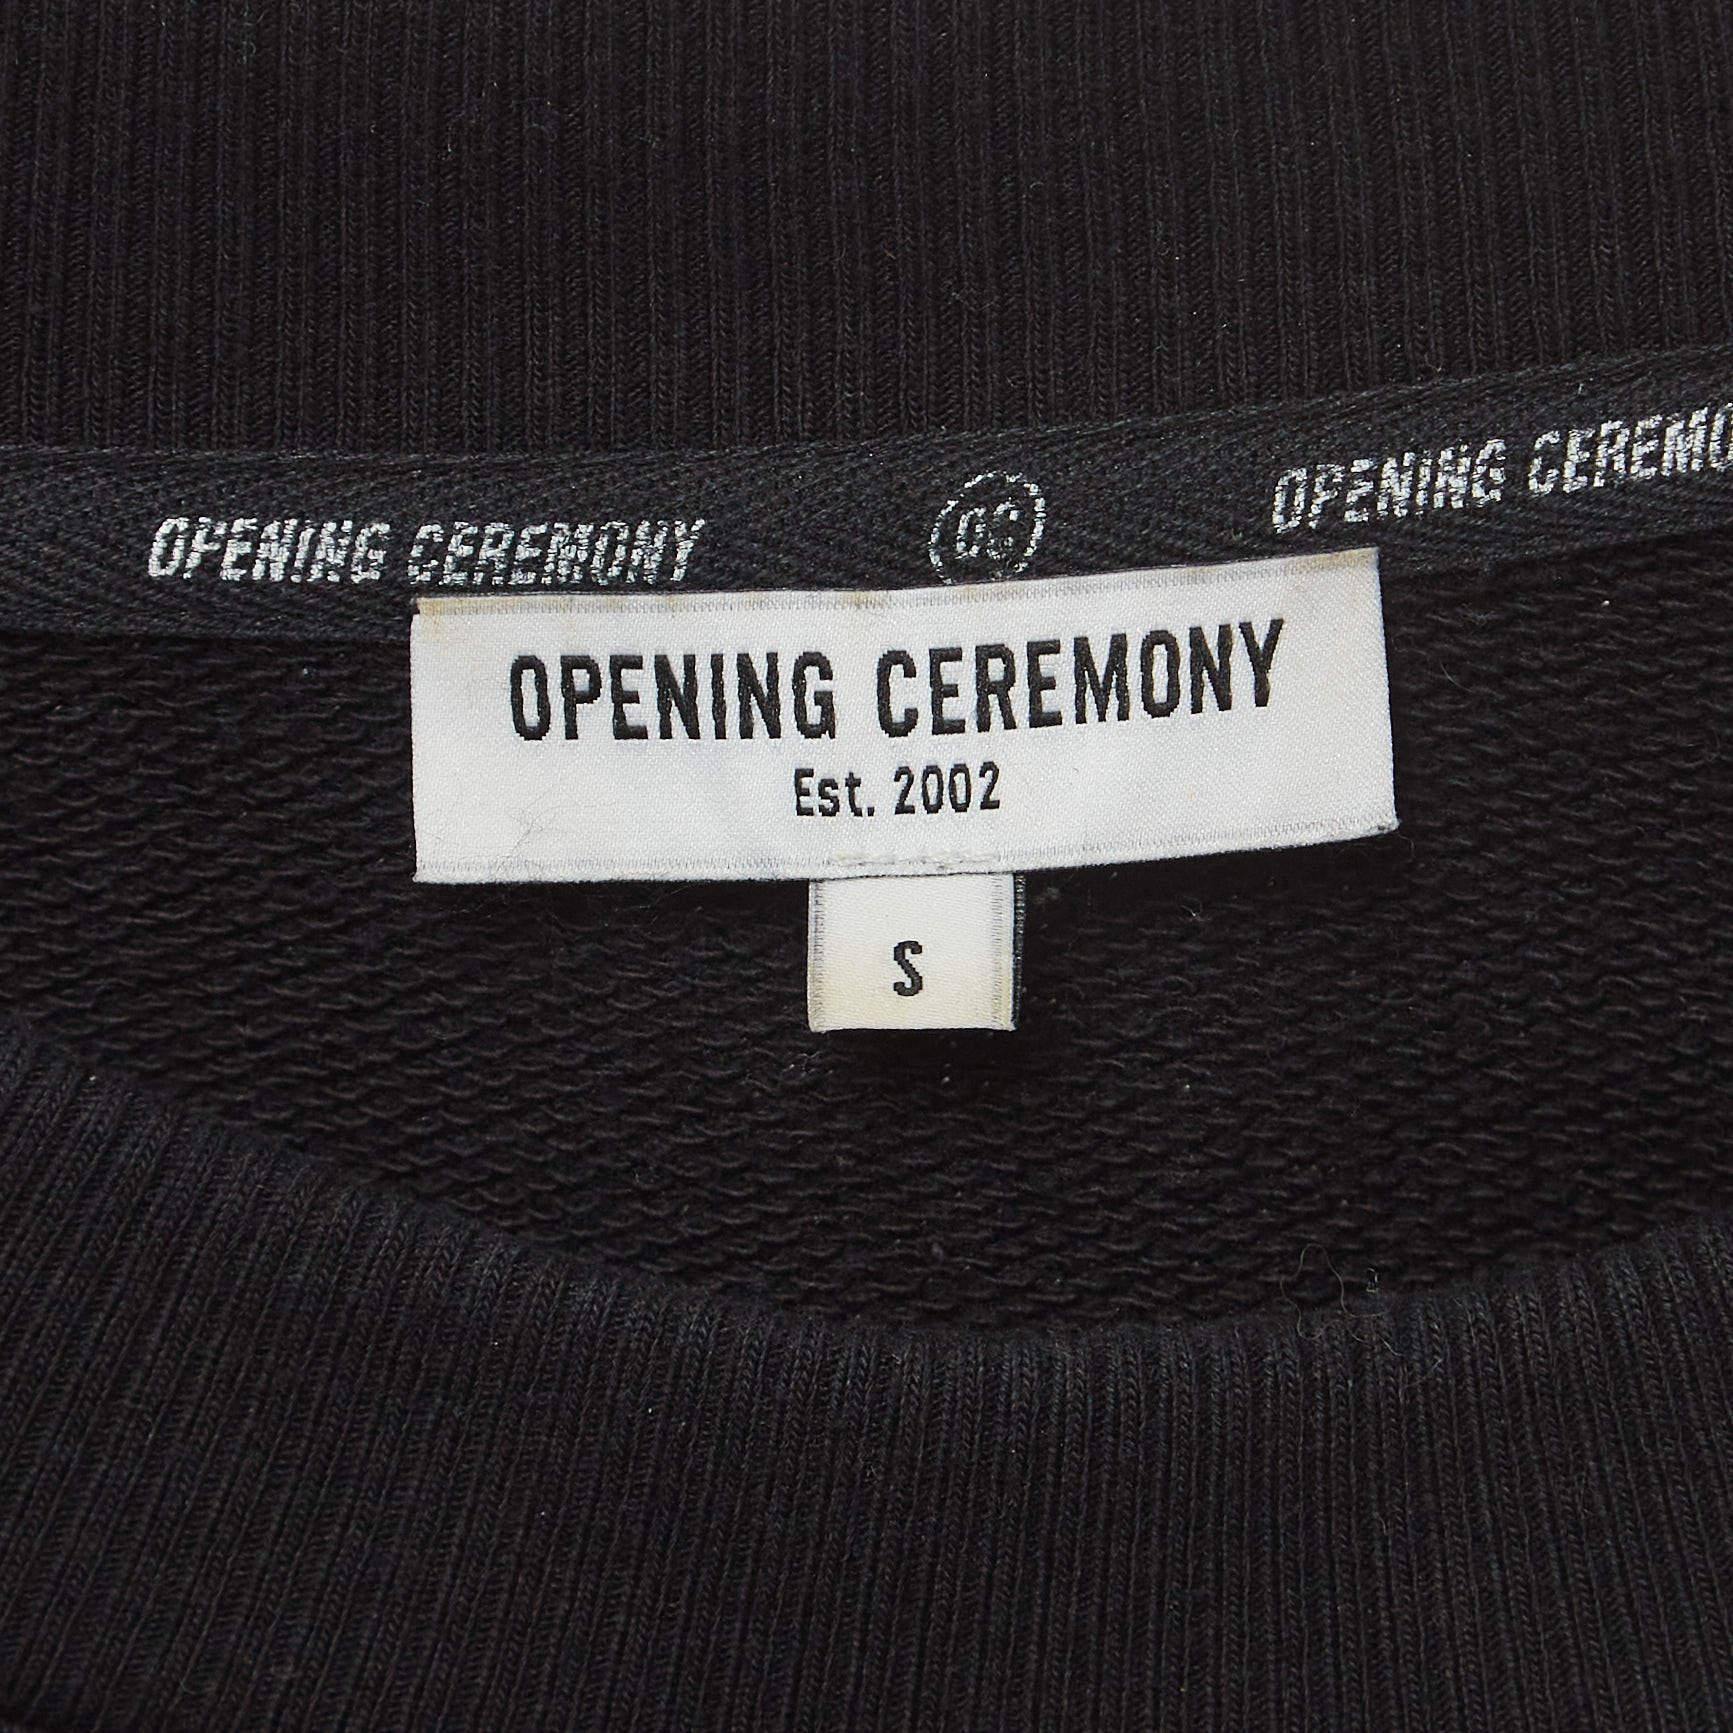 OPENING CEREMONY
OC
OPENING CEREMO
OPENING CEREMONY
Est. 2002
S